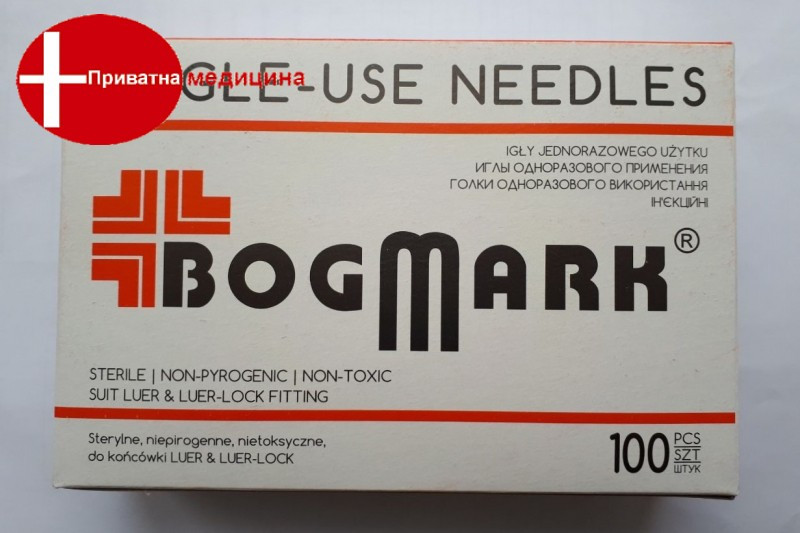 Приватна медицина
GLE-USE NEEDLES
IGŁY JEDNORAZOWEGO UŻYTKU
ИГЛЫ ОДНОРАЗОВОГО ПРИМЕНЕНИЯ
ГОЛКИ ОДНОРАЗОВОГО ВИКОРИСТАННЯ
ІН'ЄКЦІЙНІ
BOGMARK®
STERILE | NON-PYROGENIC | NON-TOXIC
SUIT LUER & LUER-LOCK FITTING
Sterylne, niepirogenne, nietoksyczne,
do końcówki LUER & LUER-LOCK
100 PCS
SZT
ШТУК